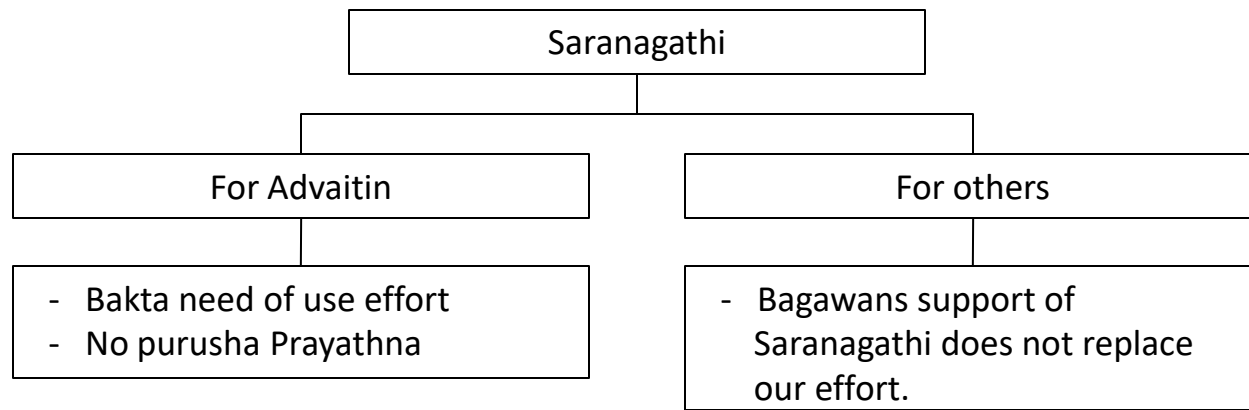 Saranagathi
For Advaitin
For others
- Bakta need of use effort
- No purusha Prayathna
- Bagawans support of
Saranagathi does not replace
our effort.